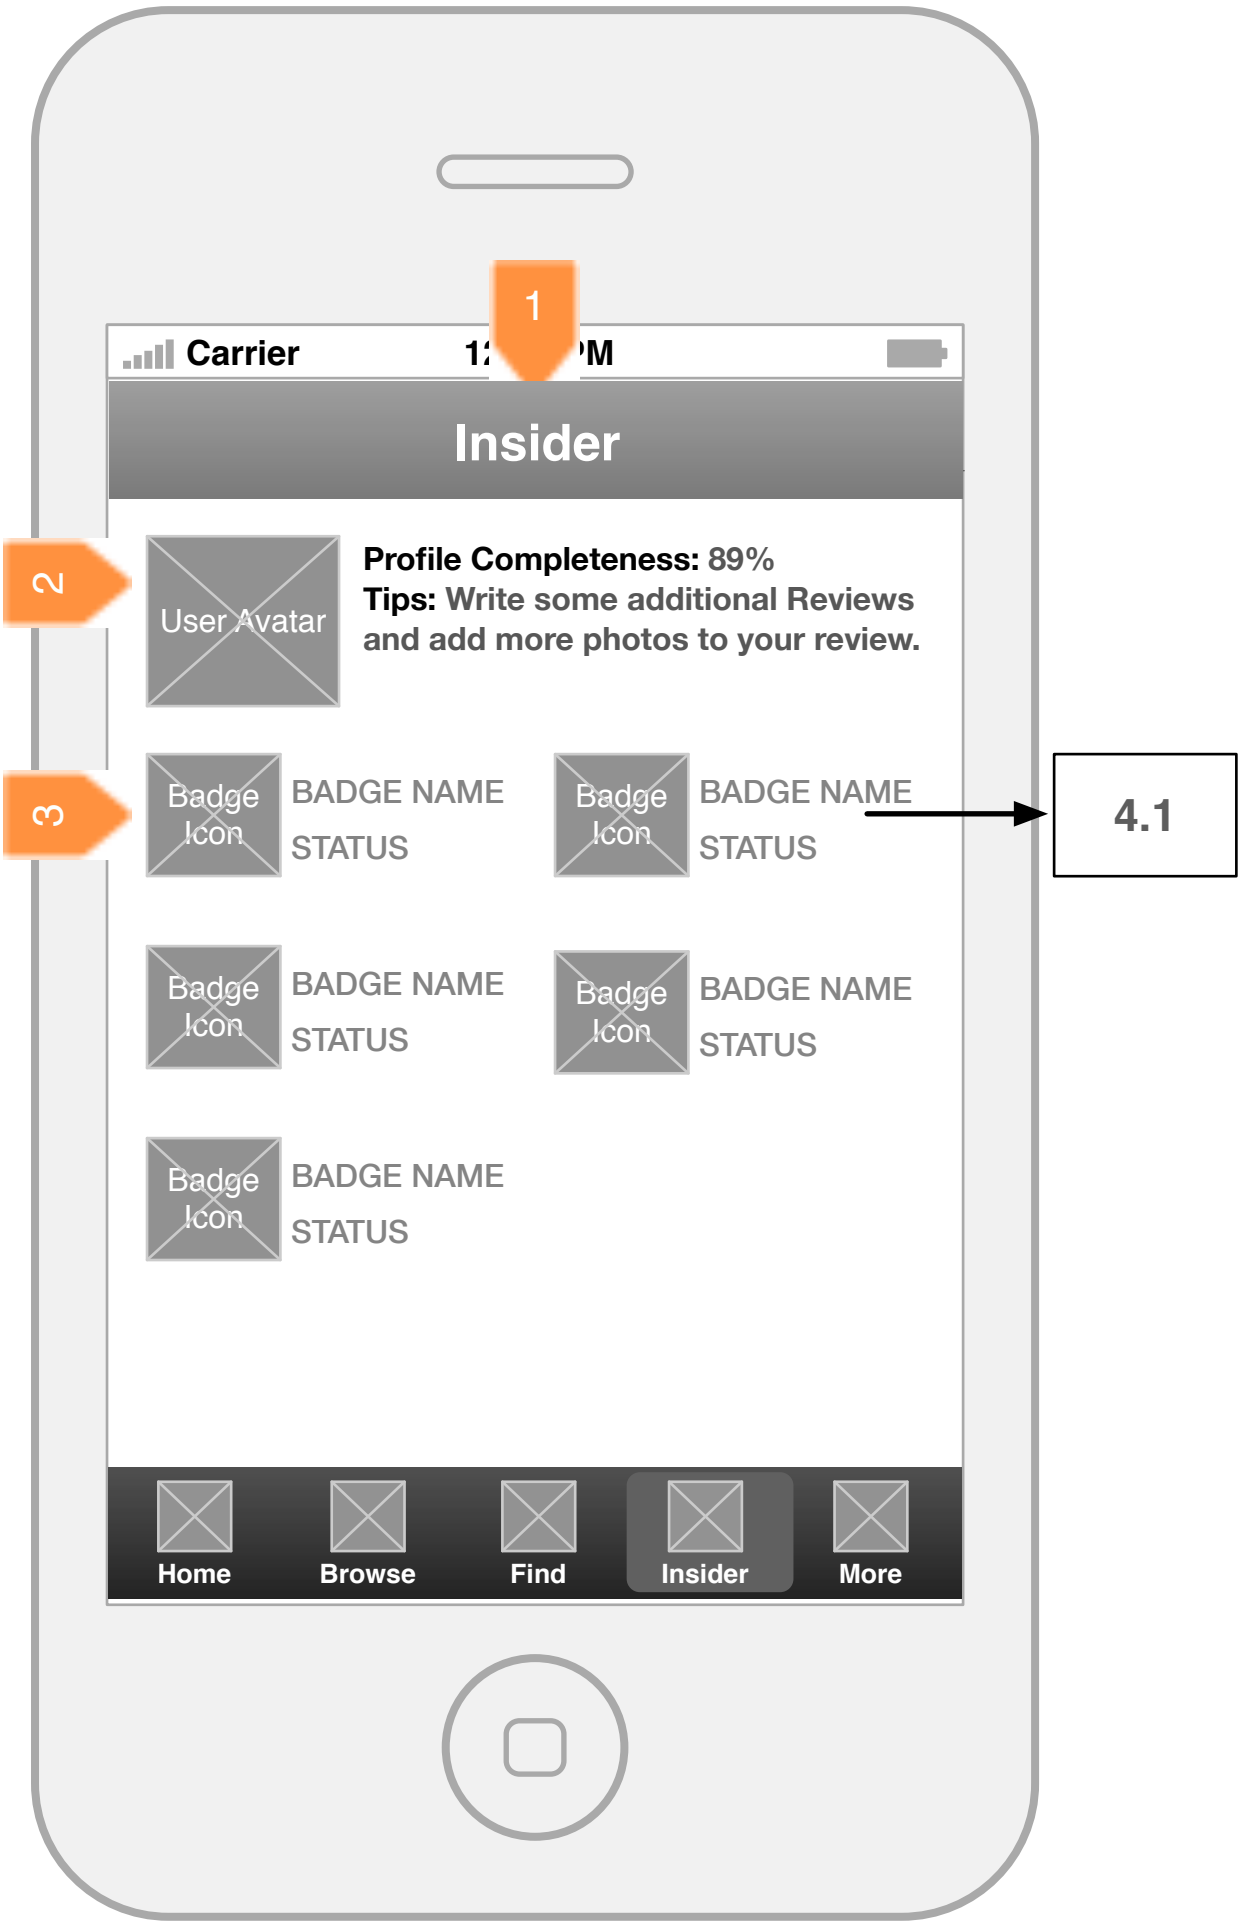 1
Carrier
Insider
2
User Avatar
Profile Completeness: 89%
Tips: Write some additional Reviews
and add more photos to your review.
3
Badge
Icon
BADGE NAME
STATUS
Badge
Icon
BADGE NAME
STATUS
4.1
Badge
Icon
BADGE NAME
STATUS
Badge
Icon
BADGE NAME
STATUS
Badge
Icon
BADGE NAME
STATUS
Home
Browse
Find
Insider
More